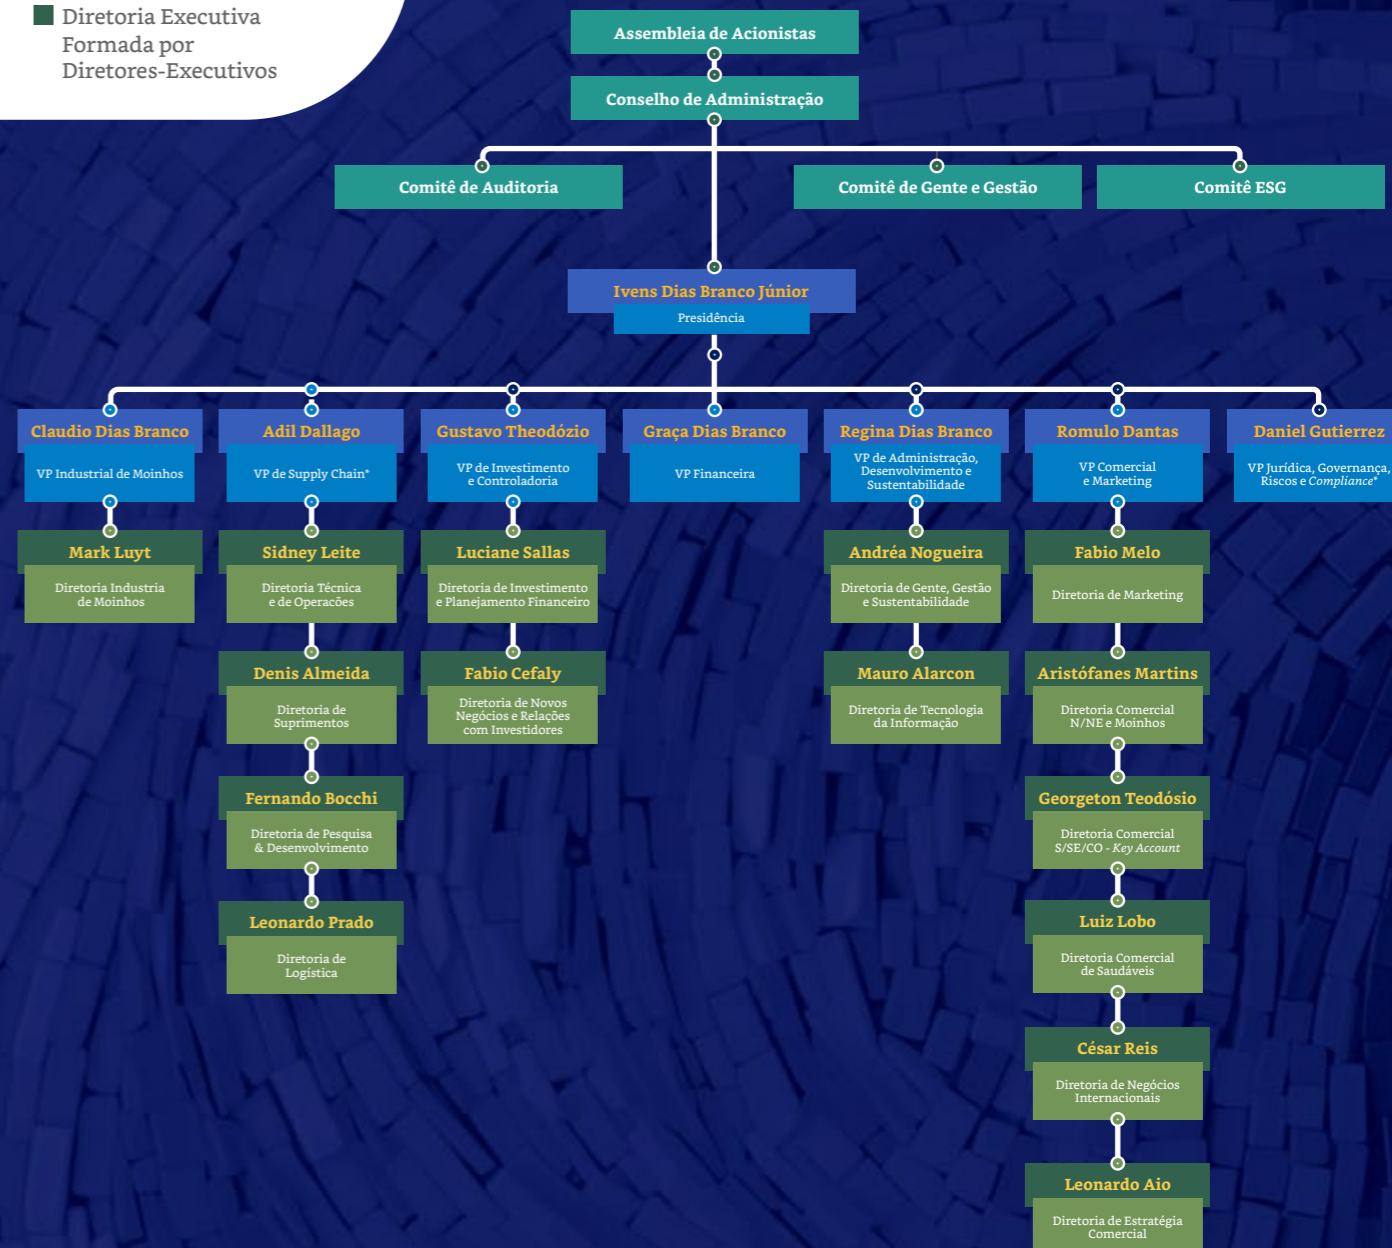 Diretoria Executiva
Formada por
Diretores-Executivos
Assembleia de Acionistas
Conselho de Administração
Comitê de Auditoria
Comitê de Gente e Gestão
Comitê ESG
Ivens Dias Branco Júnior
Presidência
Claudio Dias Branco
VP Industrial de Moinhos
Adil Dallago
VP de Supply Chain*
Gustavo Theodózio
VP de Investimento
e Controladoria
Graça Dias Branco
VP Financeira
Regina Dias Branco
VP de Administração,
Desenvolvimento e
Sustentabilidade
Romulo Dantas
VP Comercial
e Marketing
Daniel Gutierrez
VP Jurídica, Governança,
Riscos e Compliance*
Mark Luyt
Diretoria Industria
de Moinhos
Sidney Leite
Diretoria Técnica
e de Operacões
Luciane Sallas
Diretoria de Investimento
e Planejamento Financeiro
Andréa Nogueira
Diretoria de Gente, Gestão
e Sustentabilidade
Fabio Melo
Diretoria de Marketing
Denis Almeida
Diretoria de
Suprimentos
Fabio Cefaly
Diretoria de Novos
Negócios e Relações
com Investidores
Mauro Alarcon
Diretoria de Tecnologia
da Informação
Aristófanes Martins
Diretoria Comercial
N/NE e Moinhos
Fernando Bocchi
Diretoria de Pesquisa
& Desenvolvimento
Georgeton Teodósio
Diretoria Comercial
S/SE/CO - Key Account
Leonardo Prado
Diretoria de
Logística
Luiz Lobo
Diretoria Comercial
de Saudáveis
César Reis
Diretoria de Negócios
Internacionais
Leonardo Aio
Diretoria de Estratégia
Comercial